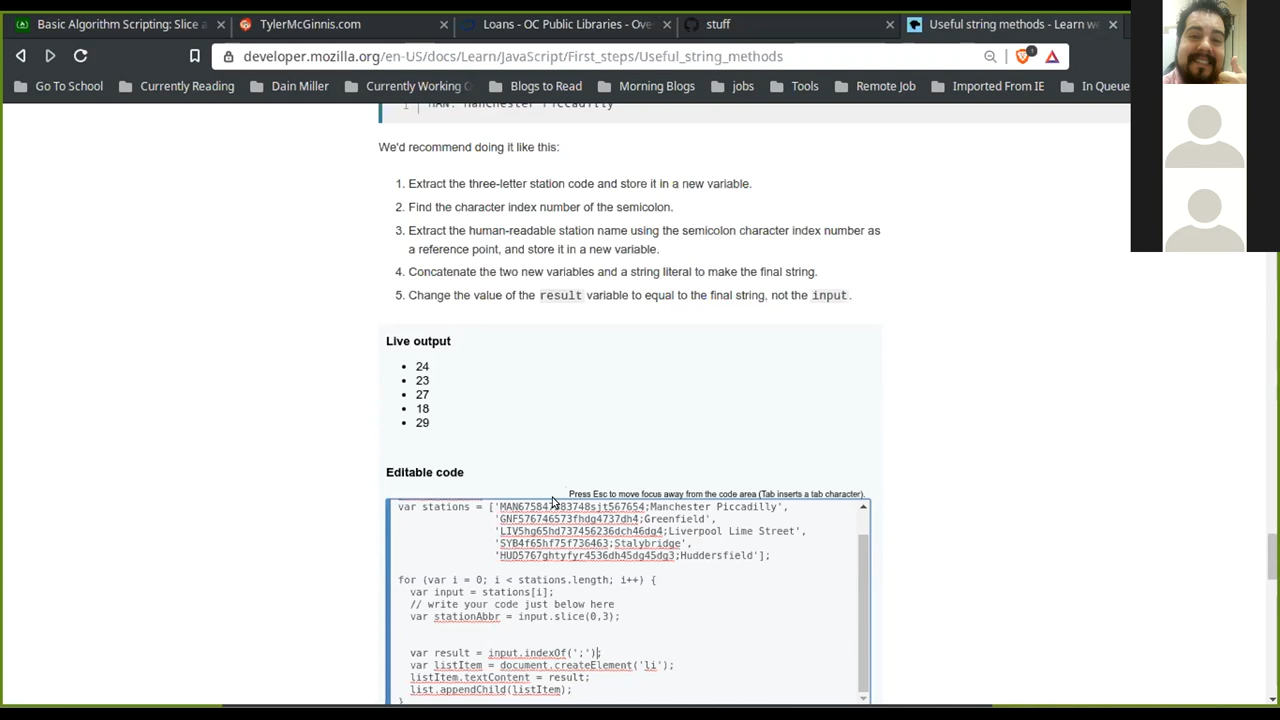 Basic Algorithm Scripting: Slice a
TylerMcGinnis.com
Loans - OC Public Libraries - Ove
stuff
Useful string methods - Learn we
developer.mozilla.org/en-US/docs/Learn/JavaScript/First_steps/Useful_string_methods
Go To School
Currently Reading
Dain Miller
Currently Working O
Blogs to Read
Morning Blogs
jobs
Tools
Remote Job
Imported From IE
In Queue
1 MAN: Manchester Piccadilly
We'd recommend doing it like this:
1. Extract the three-letter station code and store it in a new variable.
2. Find the character index number of the semicolon.
3. Extract the human-readable station name using the semicolon character index number as
a reference point, and store it in a new variable.
4. Concatenate the two new variables and a string literal to make the final string.
5. Change the value of the result variable to equal to the final string, not the input.
Live output
24
23
27
18
29
Editable code
Press Esc to move focus away from the code area (Tab inserts a tab character).
var stations = ['MAN675847583748sjt567654;Manchester Piccadilly',
'GNF576746573fhdg4737dh4;Greenfield',
'LIV5hg65hd737456236dch46dg4;Liverpool Lime Street',
'SYB4f65hf75f736463;Stalybridge',
'HUD5767ghtyfyr4536dh45dg45dg3;Huddersfield'];
for (var i = 0; i < stations.length; i++) {
var input = stations[i];
// write your code just below here
var stationAbbr = input.slice(0,3);
var result = input.indexOf(';');
var listItem = document.createElement('li');
listItem.textContent = result;
list.appendChild(listItem);
}